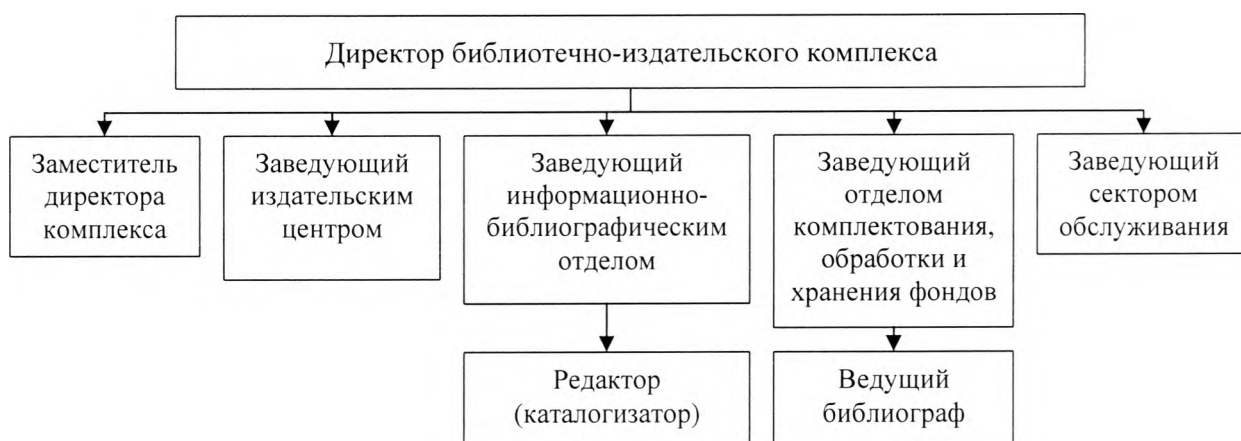 Директор библиотечно-издательского комплекса
Заместитель
директора
комплекса
Заведующий
издательским
центром
Заведующий
информационно-
библиографическим
отделом
Заведующий
отделом
комплектования,
обработки и
хранения фондов
Заведующий
сектором
обслуживания
Редактор
(каталогизатор)
Ведущий
библиограф